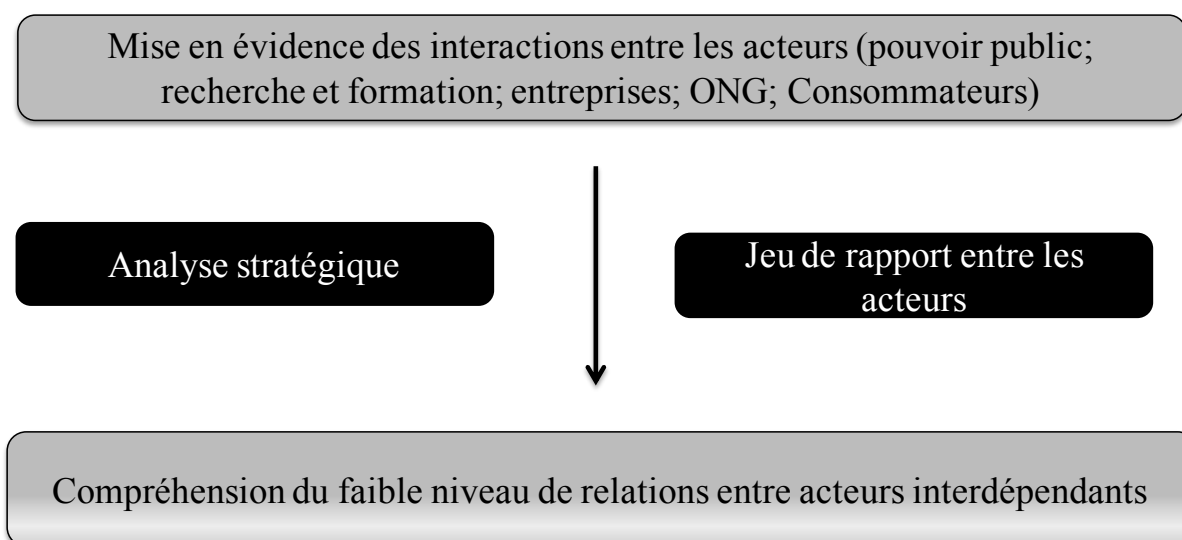 Mise en évidence des interactions entre les acteurs (pouvoir public;
recherche et formation; entreprises; ONG; Consommateurs)
Analyse stratégique
Jeu de rapport entre les
acteurs
Compréhension du faible niveau de relations entre acteurs interdépendants